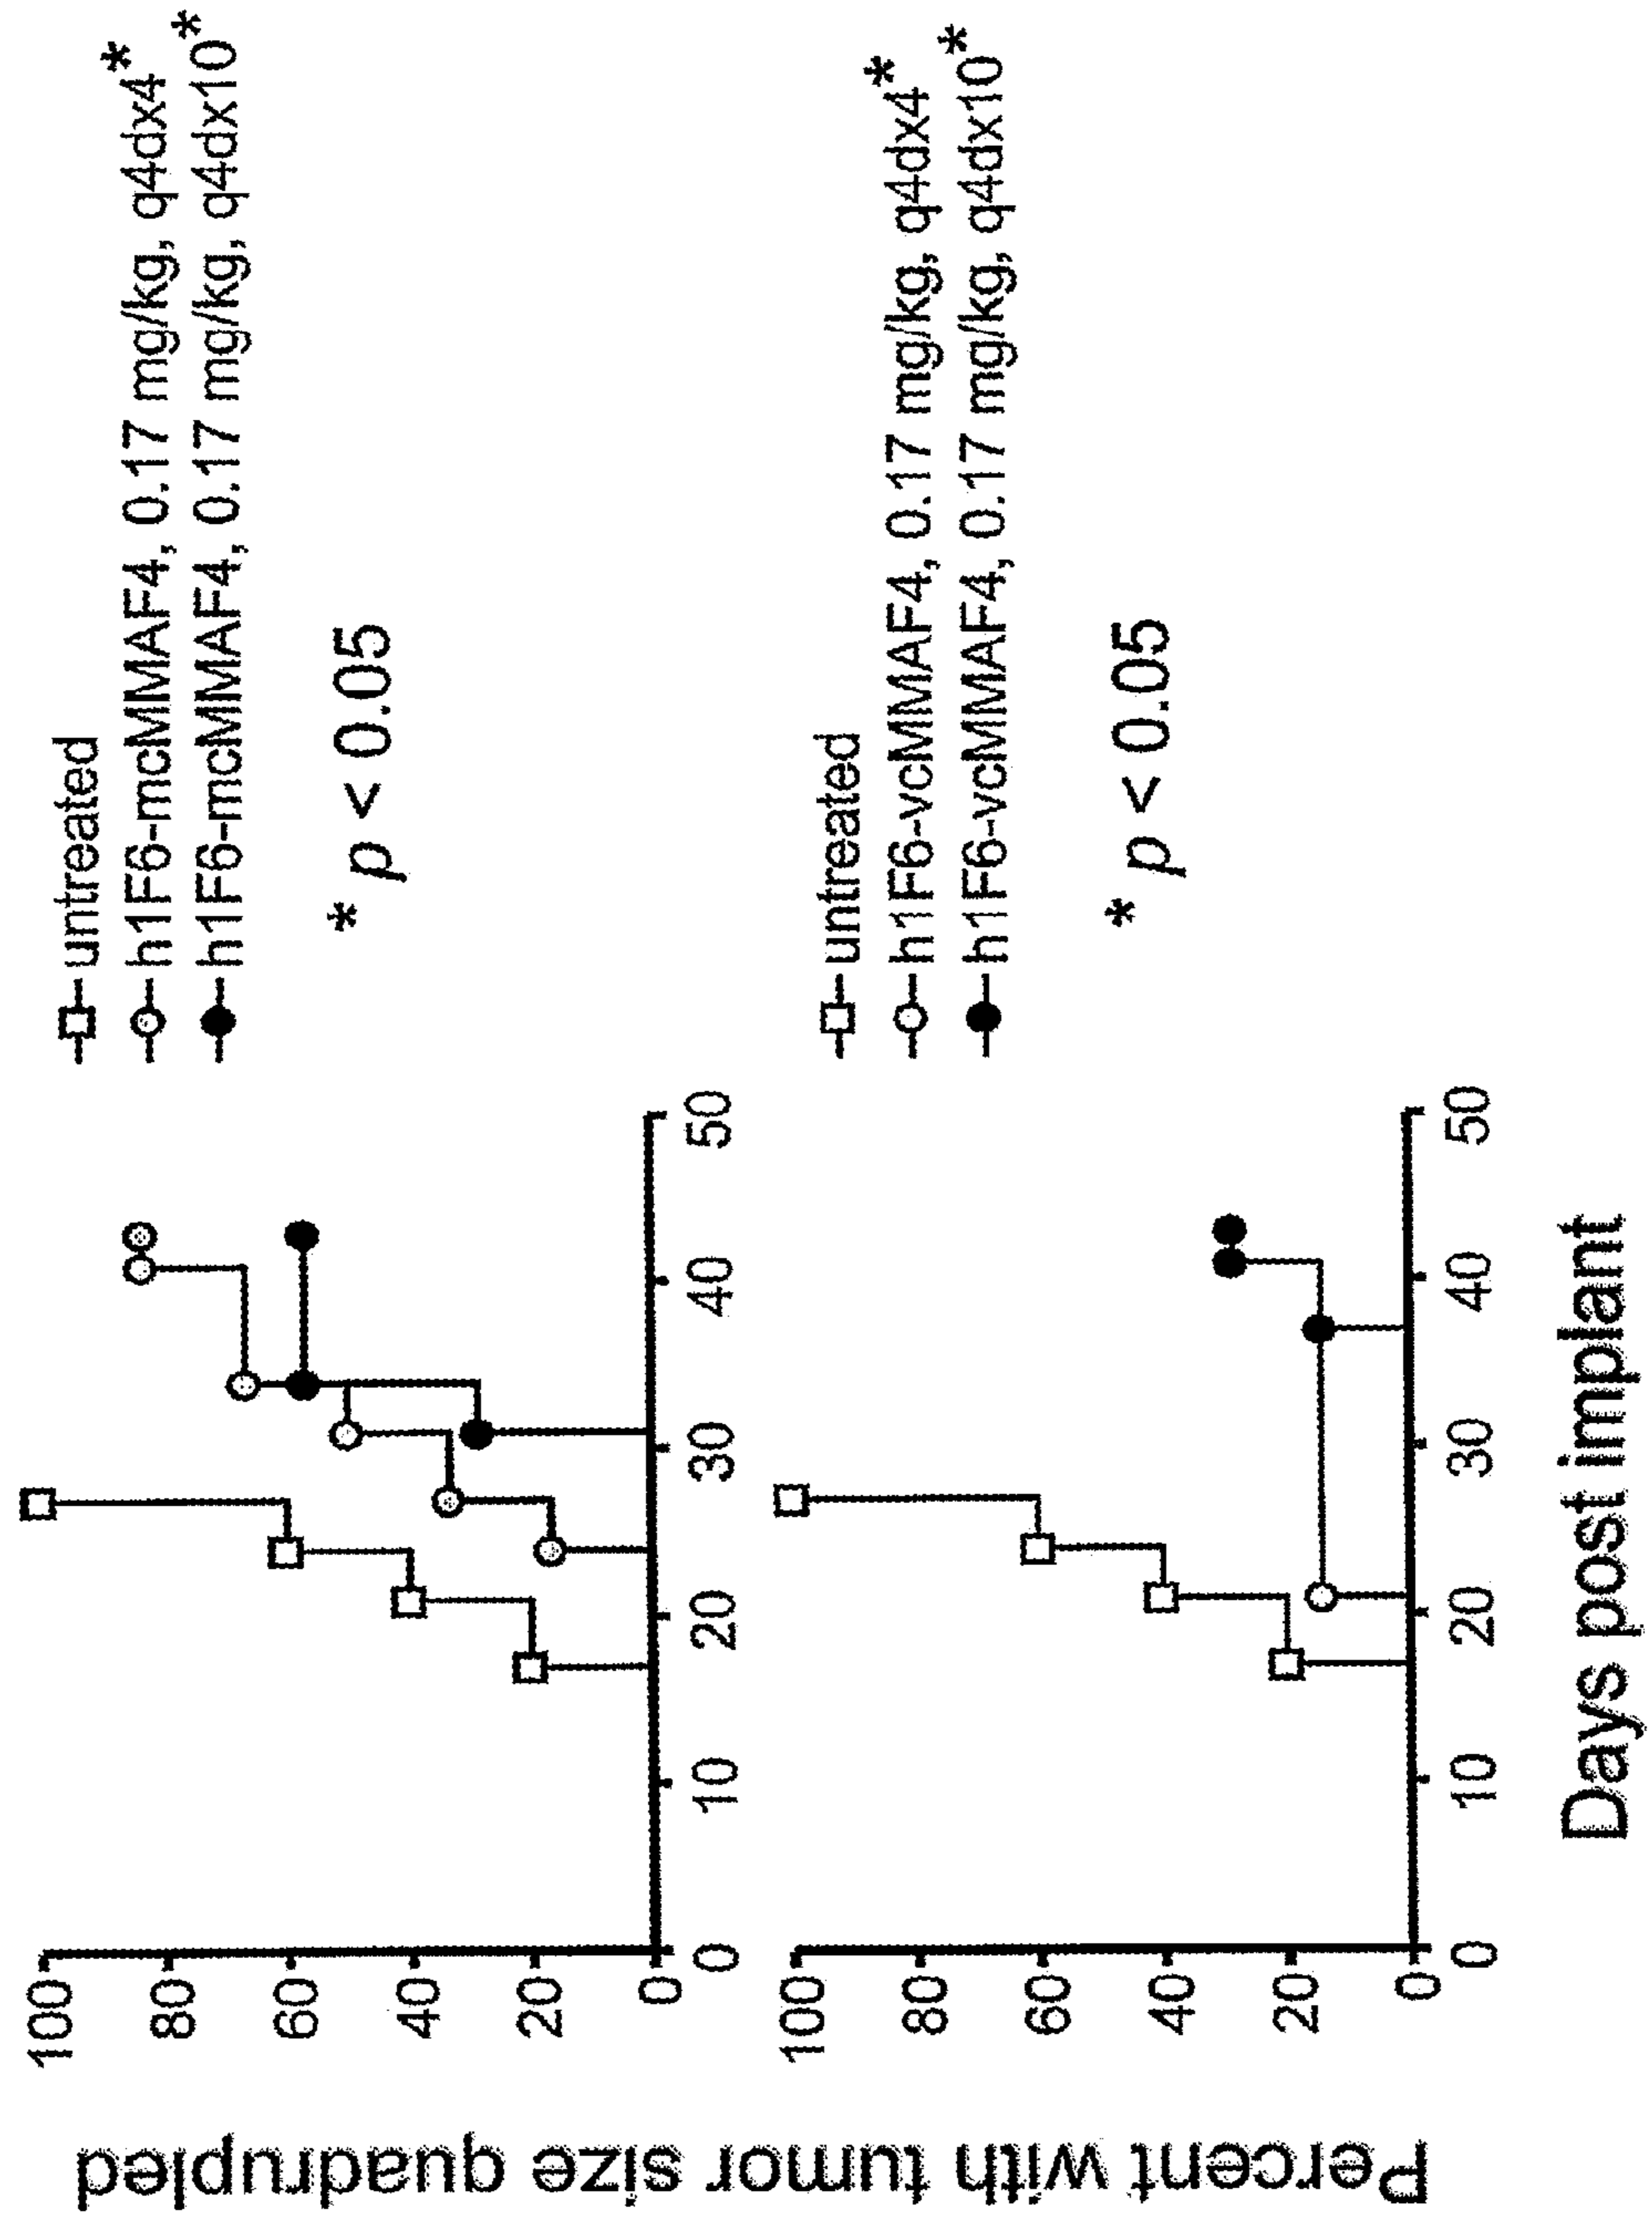 Percent with tumor size quadrupled
100
80
60
40
20
0
0
10
20
30
40
50
untreated
h1F6-mcMMAF4, 0.17 mg/kg, q4dx4*
h1F6-mcMMAF4, 0.17 mg/kg, q4dx10*
* p < 0.05
100
80
60
40
20
0
0
10
20
30
40
50
untreated
h1F6-vcMMAF4, 0.17 mg/kg, q4dx4*
h1F6-vcMMAF4, 0.17 mg/kg, q4dx10*
* p < 0.05
Days post implant